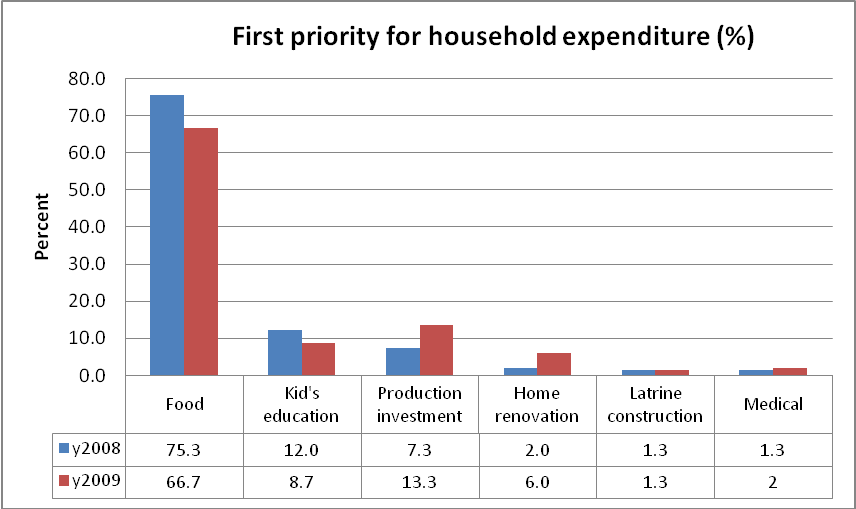 First priority for household expenditure (%)
80.0
70.0
60.0
50.0
40.0
30.0
20.0
10.0
0.0
Percent
Food
Kid's
education
Production
investment
Home
renovation
Latrine
construction
Medical
y2008 75.3 12.0 7.3 2.0 1.3 1.3
y2009 66.7 8.7 13.3 6.0 1.3 2